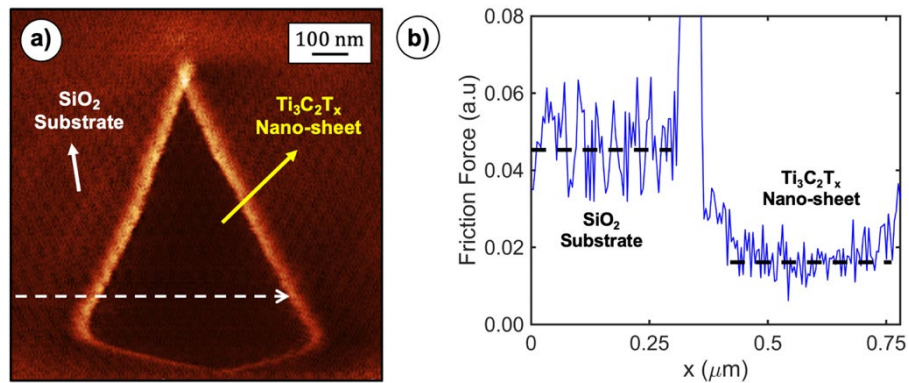 a)
100 nm
SiO₂
Substrate
Ti₃C₂Tₓ
Nano-sheet
b)
Friction Force (a.u)
0.08
0.06
0.04
0.02
0.00
SiO₂
Substrate
Ti₃C₂Tₓ
Nano-sheet
0
0.25
0.5
0.75
x (μm)